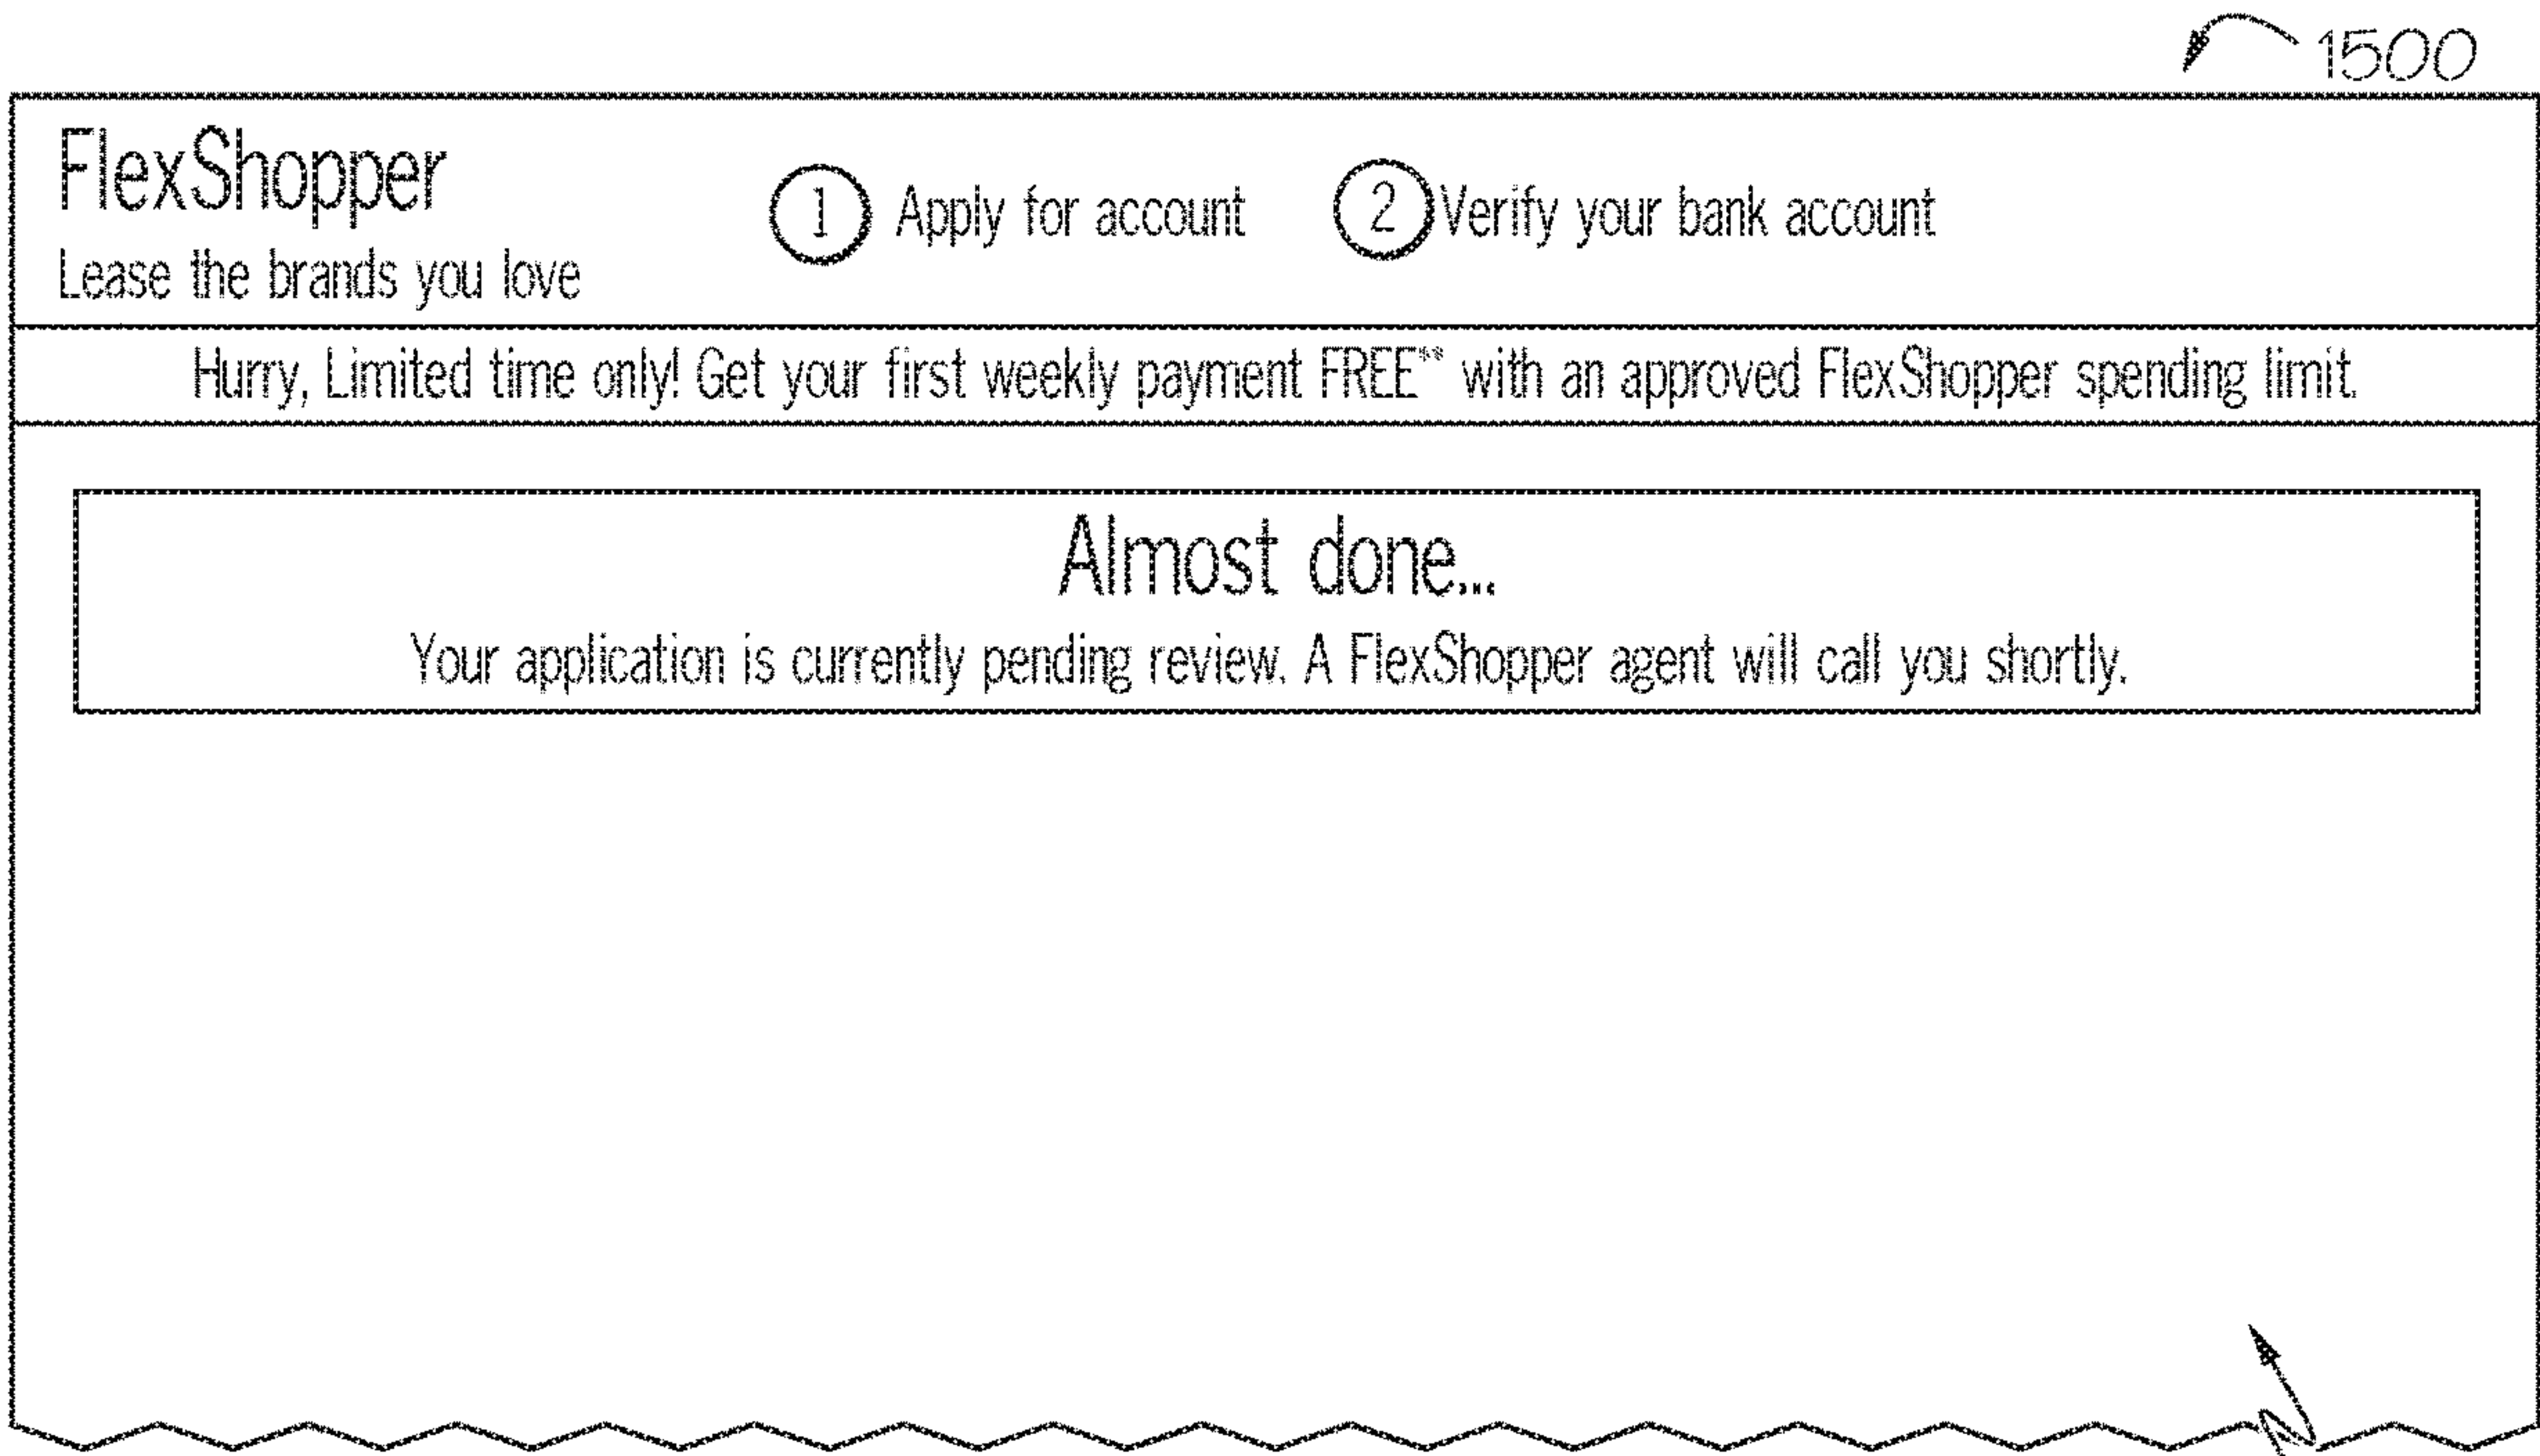 1500
FlexShopper
Lease the brands you love
1 Apply for account 2 Verify your bank account
Hurry, Limited time only! Get your first weekly payment FREE** with an approved FlexShopper spending limit.
Almost done...
Your application is currently pending review. A FlexShopper agent will call you shortly.